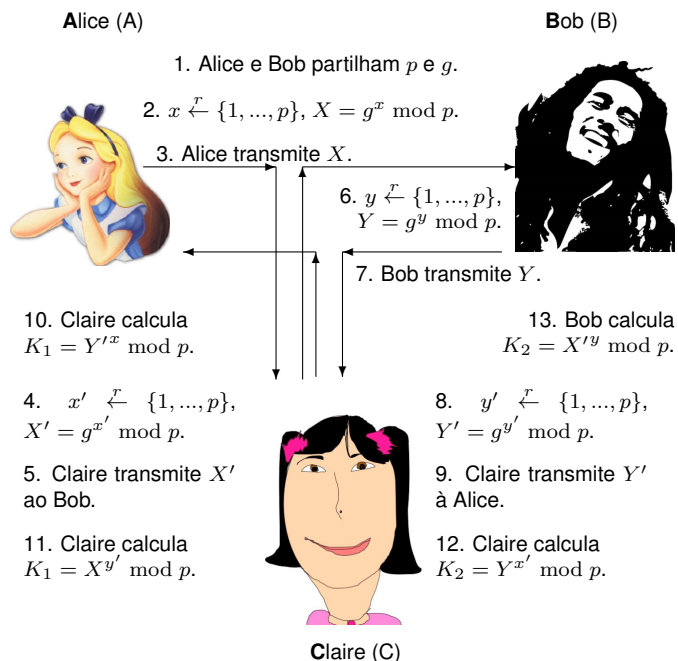 Alice (A)
Bob (B)
1. Alice e Bob partilham p e g.
2. x ←r {1, ..., p}, X = g^x mod p.
3. Alice transmite X.
6. y ←r {1, ..., p},
Y = g^y mod p.
7. Bob transmite Y.
10. Claire calcula
K₁ = Y′^x mod p.
13. Bob calcula
K₂ = X′^y mod p.
4. x′ ←r {1, ..., p},
X′ = g^x′ mod p.
5. Claire transmite X′
ao Bob.
11. Claire calcula
K₁ = X^y′ mod p.
8. y′ ←r {1, ..., p},
Y′ = g^y′ mod p.
9. Claire transmite Y′
à Alice.
12. Claire calcula
K₂ = Y^x′ mod p.
Claire (C)